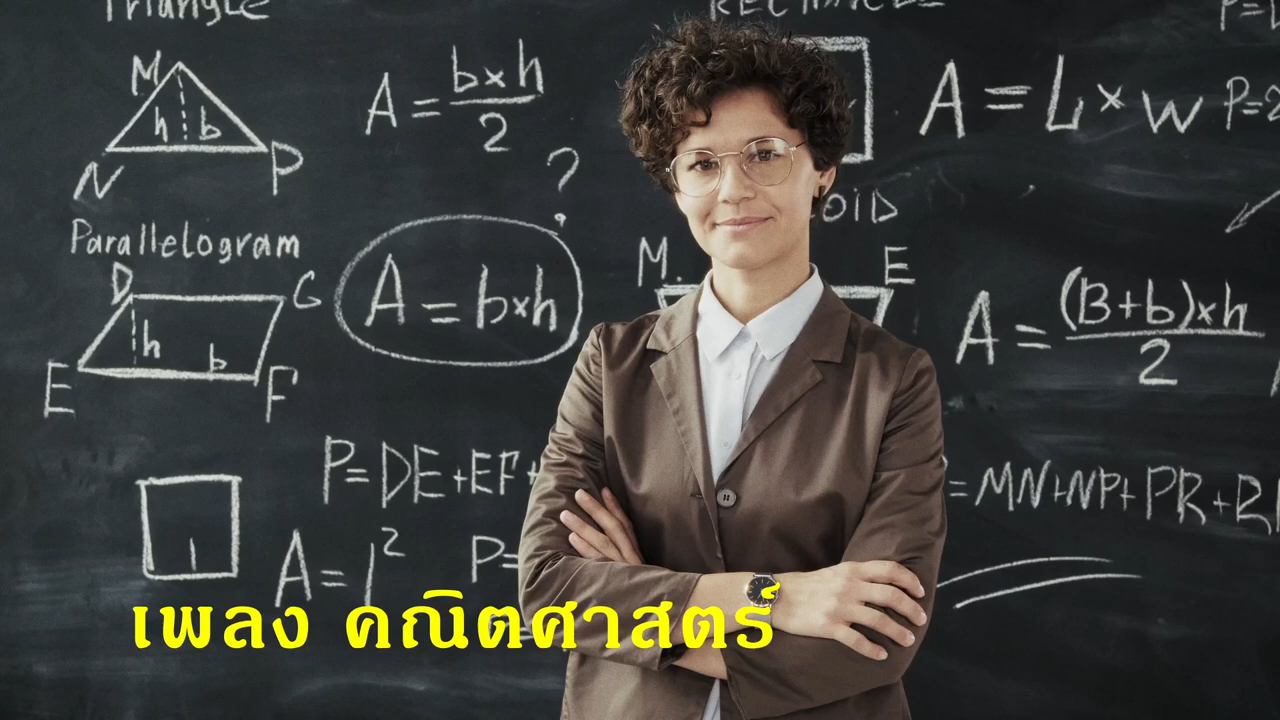 Triangle
M
h b
N P
A = b×h / 2
?
A = L × W
Parallelogram
D G
h b
E F
A = b×h
M E
A = (B+b)×h / 2
P= DE+EF+
= MN+NP+ PR+R
l
A = l²
P=
เพลง คณิตศาสตร์